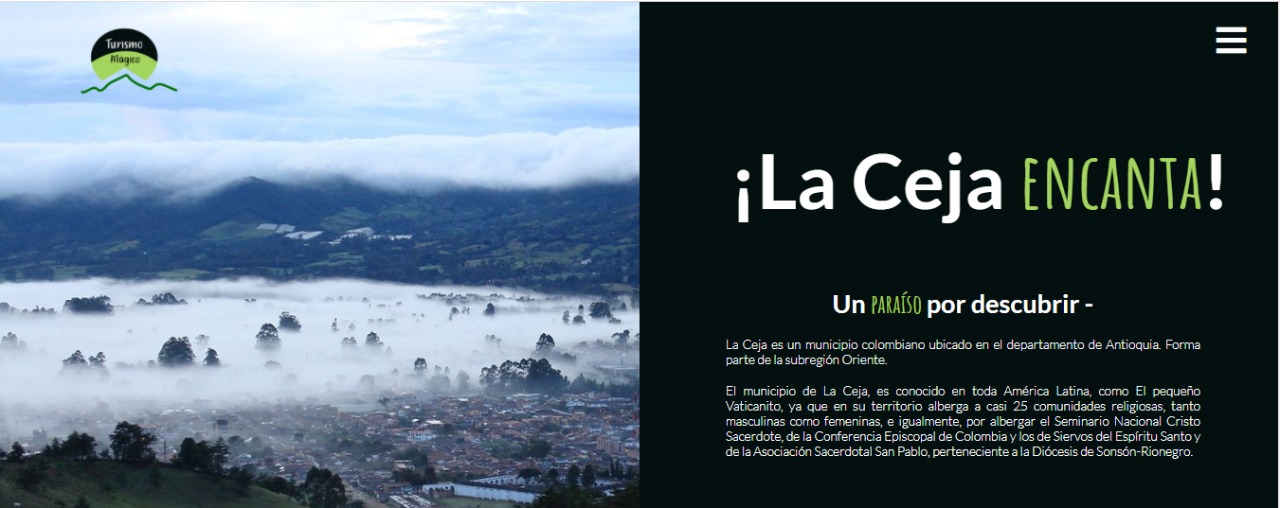 Turismo
Mágico
¡La Ceja ENCANTA!
Un PARAÍSO por descubrir -
La Ceja es un municipio colombiano ubicado en el departamento de Antioquia. Forma
parte de la subregión Oriente.
El municipio de La Ceja, es conocido en toda América Latina, como El pequeño
Vaticanito, ya que en su territorio alberga a casi 25 comunidades religiosas, tanto
masculinas como femeninas, e igualmente, por albergar el Seminario Nacional Cristo
Sacerdote, de la Conferencia Episcopal de Colombia y los de Siervos del Espíritu Santo y
de la Asociación Sacerdotal San Pablo, perteneciente a la Diócesis de Sonsón-Rionegro.